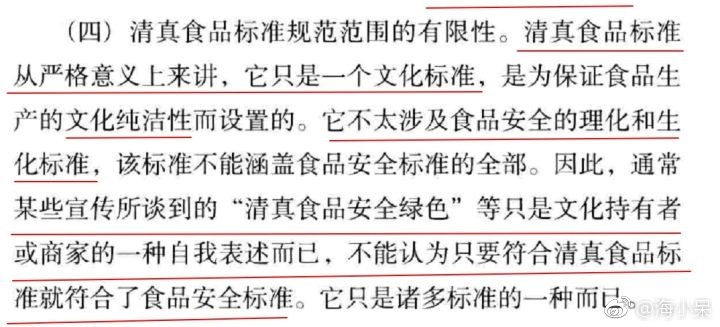 （四）清真食品标准规范范围的有限性。清真食品标准
从严格意义上来讲，它只是一个文化标准，是为保证食品生
产的文化纯洁性而设置的。它不太涉及食品安全的理化和生
化标准，该标准不能涵盖食品安全标准的全部。因此，通常
某些宣传所谈到的“清真食品安全绿色”等只是文化持有者
或商家的一种自我表述而已，不能认为只要符合清真食品标
准就符合了食品安全标准。它只是诸多标准的一种而已。
@海小呆